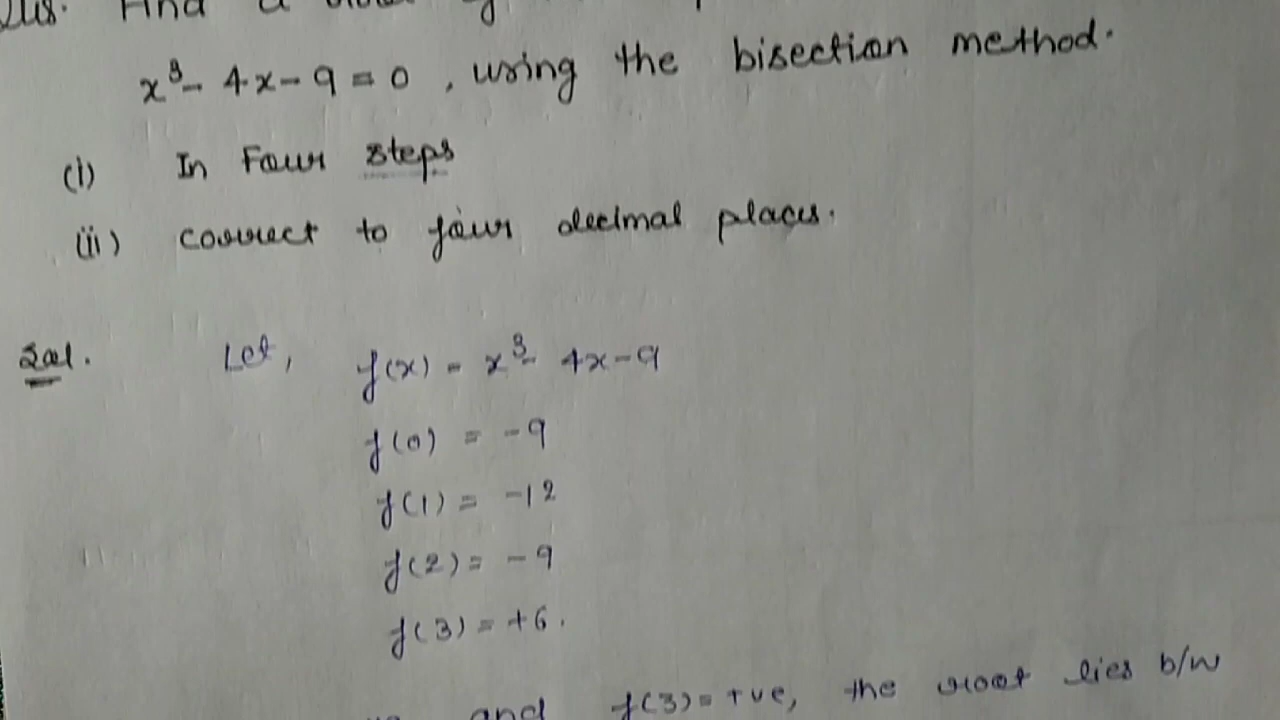 Find a
x³- 4x-9=0, using the bisection method.
(i) In Four steps
(ii) correct to four decimal places.
Sol. Let, f(x) = x³- 4x-9
f(0) = -9
f(1) = -12
f(2) = -9
f(3) = +6.
and f(3) = +ve, the root lies b/w